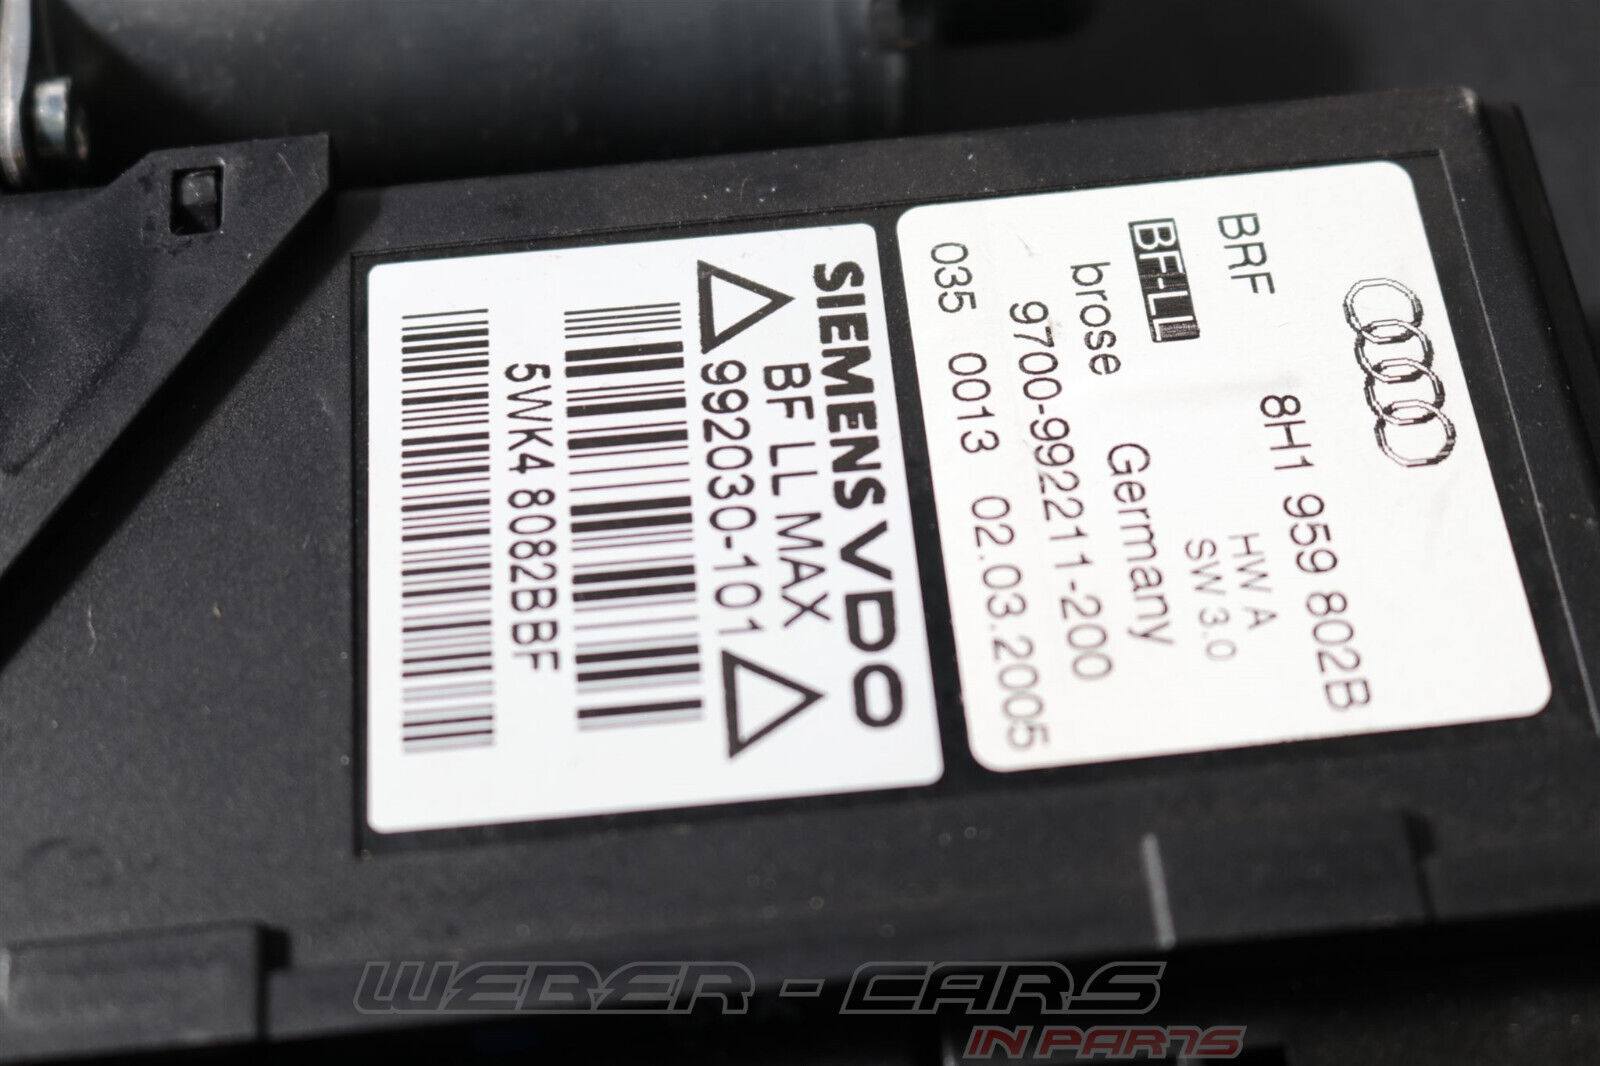 8H1 959 802B
BRF HW A
BF-LL SW 3.0
brose Germany
9700-992211-200
035 0013 02.03.2005
SIEMENS VDO
BF LL MAX
992030-101
5WK4 8082BBF
WEBER-CARS
IN PARTS